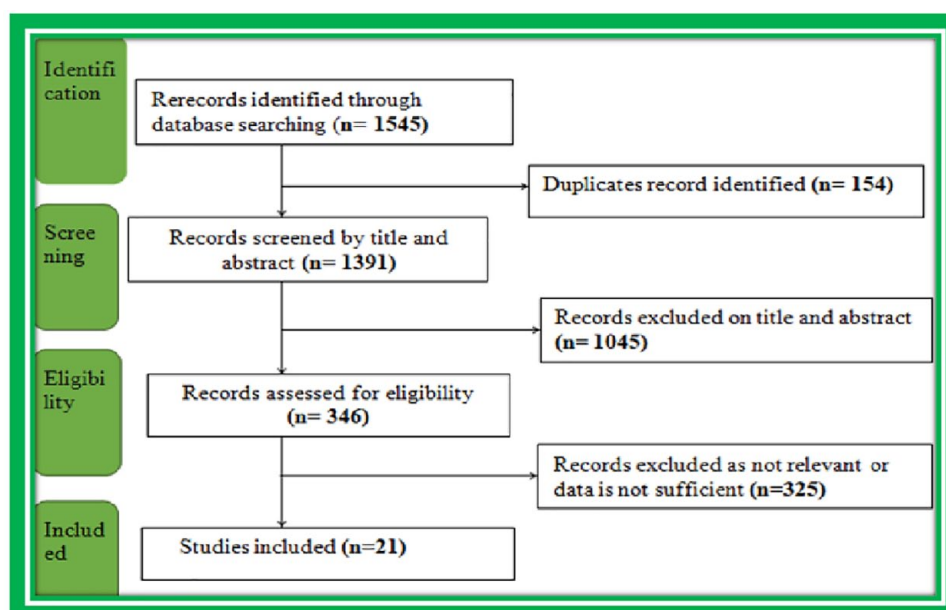 Identifi
cation
Rerecords identified through
database searching (n= 1545)
Duplicates record identified (n= 154)
Scree
ning
Records screened by title and
abstract (n= 1391)
Records excluded on title and abstract
(n= 1045)
Eligibi
lity
Records assessed for eligibility
(n= 346)
Records excluded as not relevant or
data is not sufficient (n=325)
Includ
ed
Studies included (n=21)